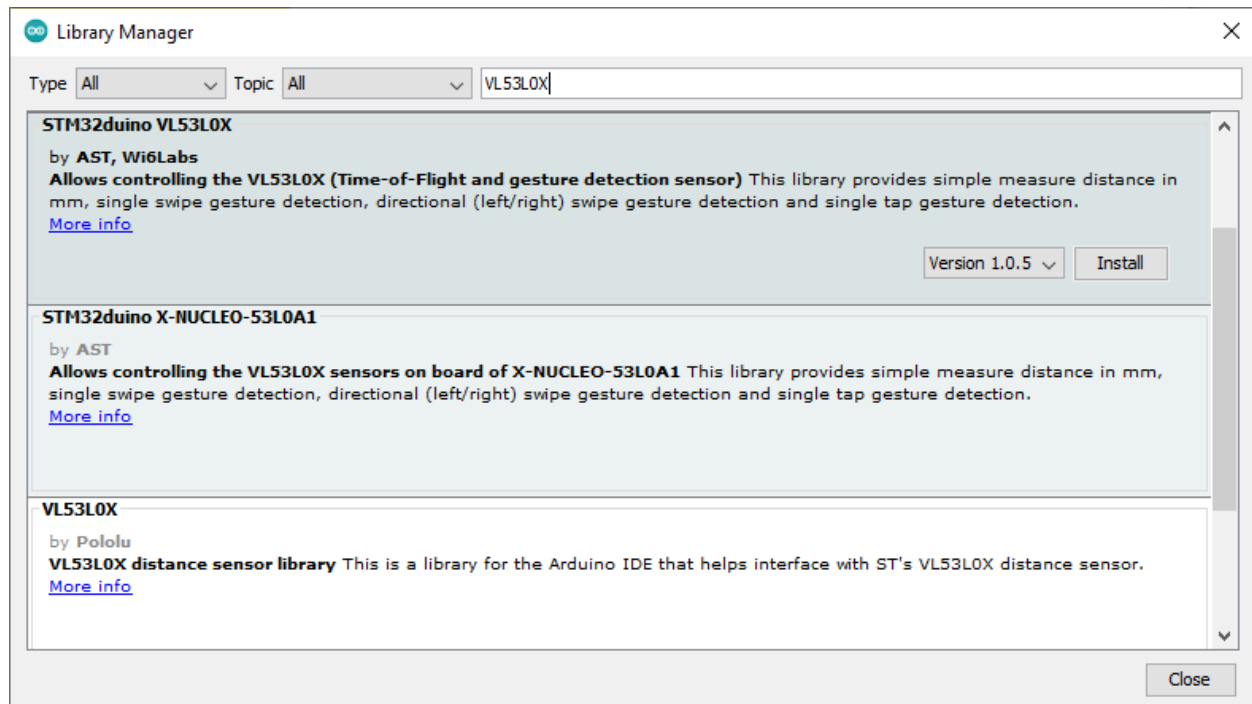 Library Manager
Type All Topic All VL53L0X
STM32duino VL53L0X
by AST, Wi6Labs
Allows controlling the VL53L0X (Time-of-Flight and gesture detection sensor) This library provides simple measure distance in
mm, single swipe gesture detection, directional (left/right) swipe gesture detection and single tap gesture detection.
More info
Version 1.0.5 Install
STM32duino X-NUCLEO-53L0A1
by AST
Allows controlling the VL53L0X sensors on board of X-NUCLEO-53L0A1 This library provides simple measure distance in mm,
single swipe gesture detection, directional (left/right) swipe gesture detection and single tap gesture detection.
More info
VL53L0X
by Pololu
VL53L0X distance sensor library This is a library for the Arduino IDE that helps interface with ST's VL53L0X distance sensor.
More info
Close